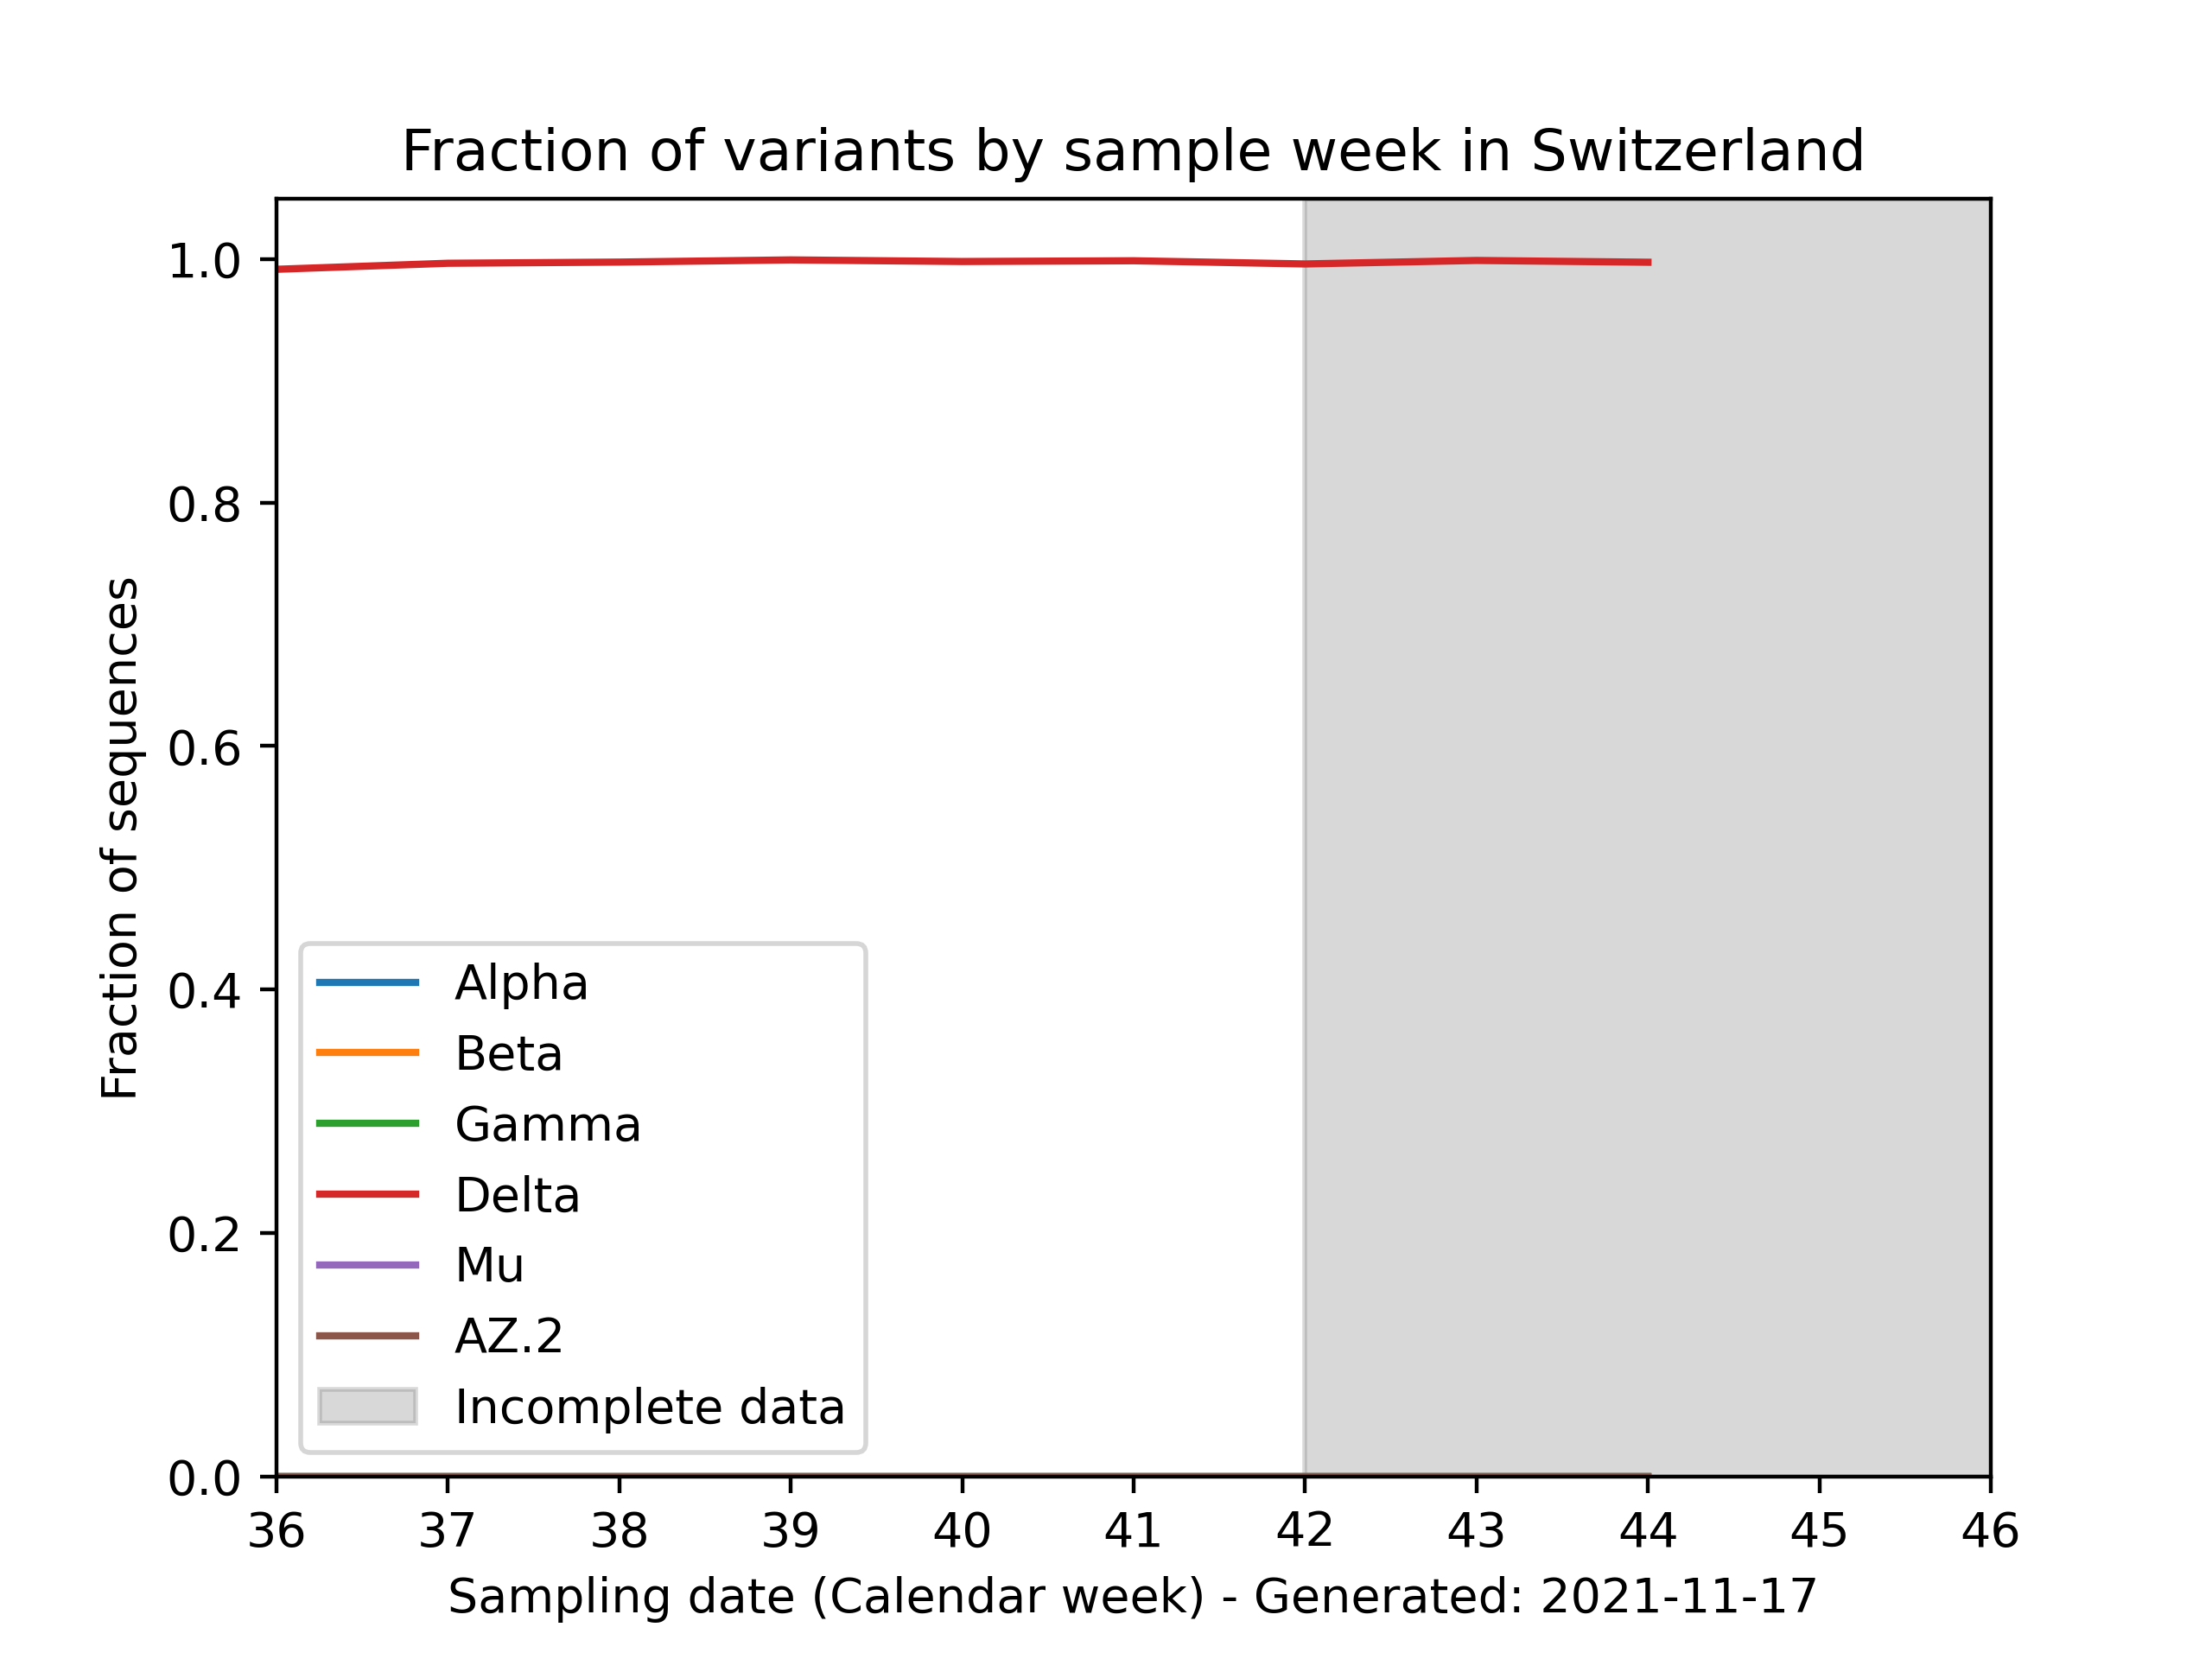 Fraction of variants by sample week in Switzerland
1.0
0.8
0.6
0.4
0.2
0.0
Fraction of sequences
Alpha
Beta
Gamma
Delta
Mu
AZ.2
Incomplete data
36 37 38 39 40 41 42 43 44 45 46
Sampling date (Calendar week) - Generated: 2021-11-17